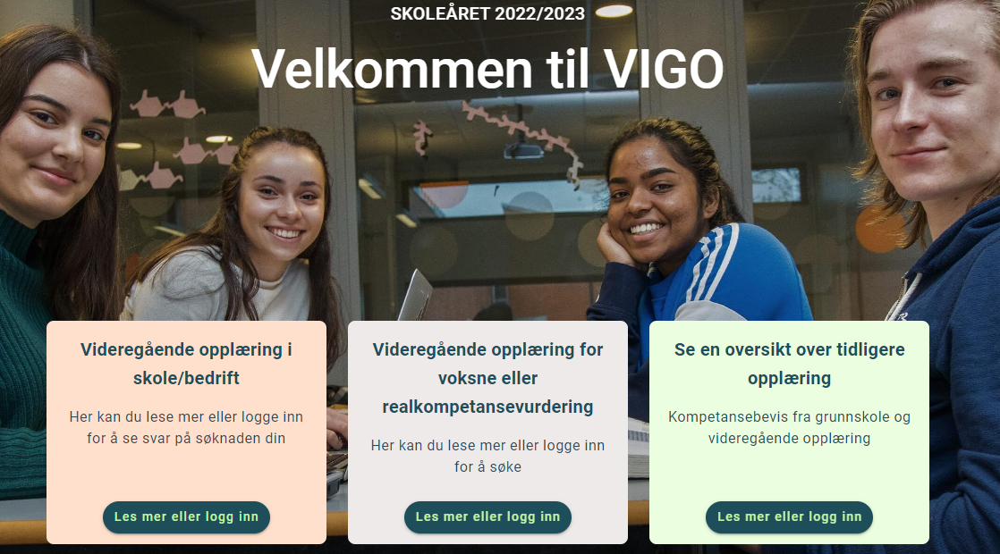 SKOLEÅRET 2022/2023
Velkommen til VIGO
Videregående opplæring i
skole/bedrift
Her kan du lese mer eller logge inn
for å se svar på søknaden din
Les mer eller logg inn
Videregående opplæring for
voksne eller
realkompetansevurdering
Her kan du lese mer eller logge inn
for å søke
Les mer eller logg inn
Se en oversikt over tidligere
opplæring
Kompetansebevis fra grunnskole og
videregående opplæring
Les mer eller logg inn